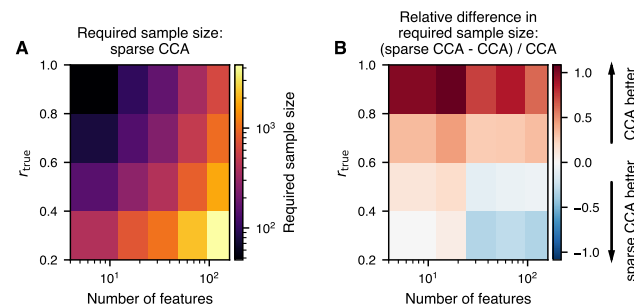 A
Required sample size:
sparse CCA
1.0
0.8
0.6
0.4
0.2
r_true
10^1
10^2
Number of features
10^3
10^2
Required sample size
B
Relative difference in
required sample size:
(sparse CCA - CCA) / CCA
1.0
0.8
0.6
0.4
0.2
r_true
10^1
10^2
Number of features
1.0
0.5
0.0
−0.5
−1.0
CCA better
sparse CCA better